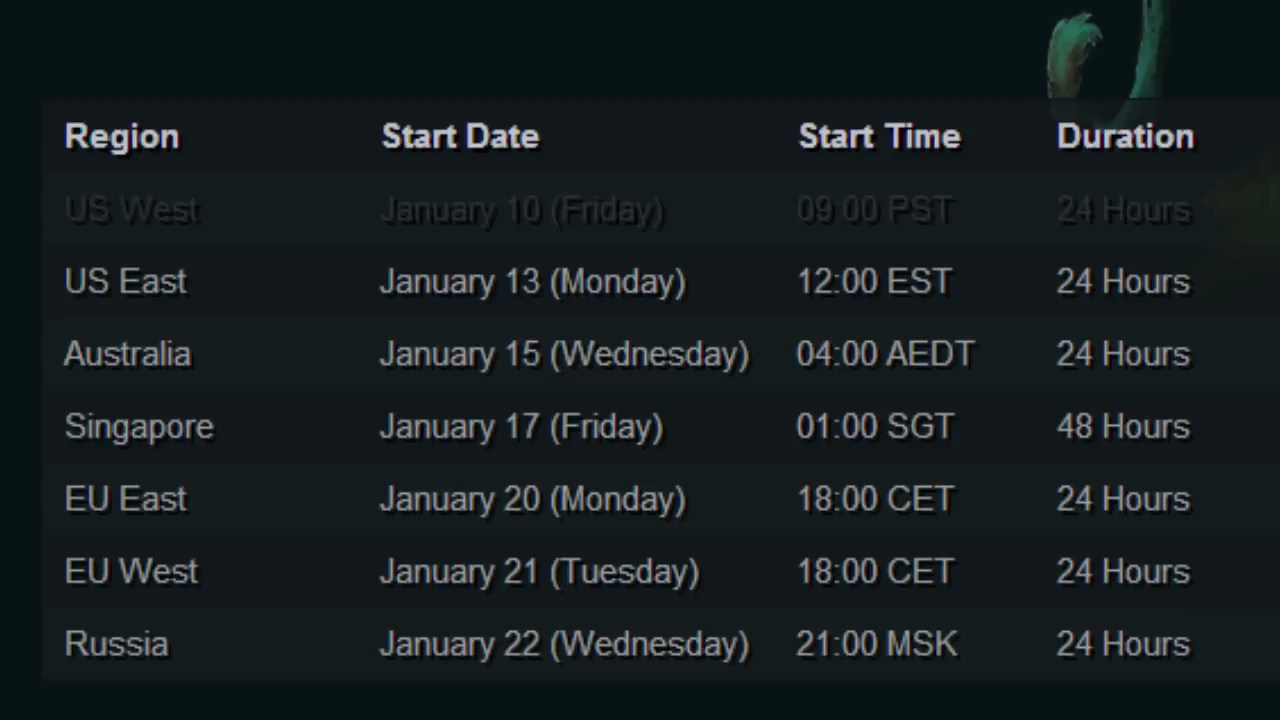 Region Start Date Start Time Duration
US West January 10 (Friday) 09:00 PST 24 Hours
US East January 13 (Monday) 12:00 EST 24 Hours
Australia January 15 (Wednesday) 04:00 AEDT 24 Hours
Singapore January 17 (Friday) 01:00 SGT 48 Hours
EU East January 20 (Monday) 18:00 CET 24 Hours
EU West January 21 (Tuesday) 18:00 CET 24 Hours
Russia January 22 (Wednesday) 21:00 MSK 24 Hours